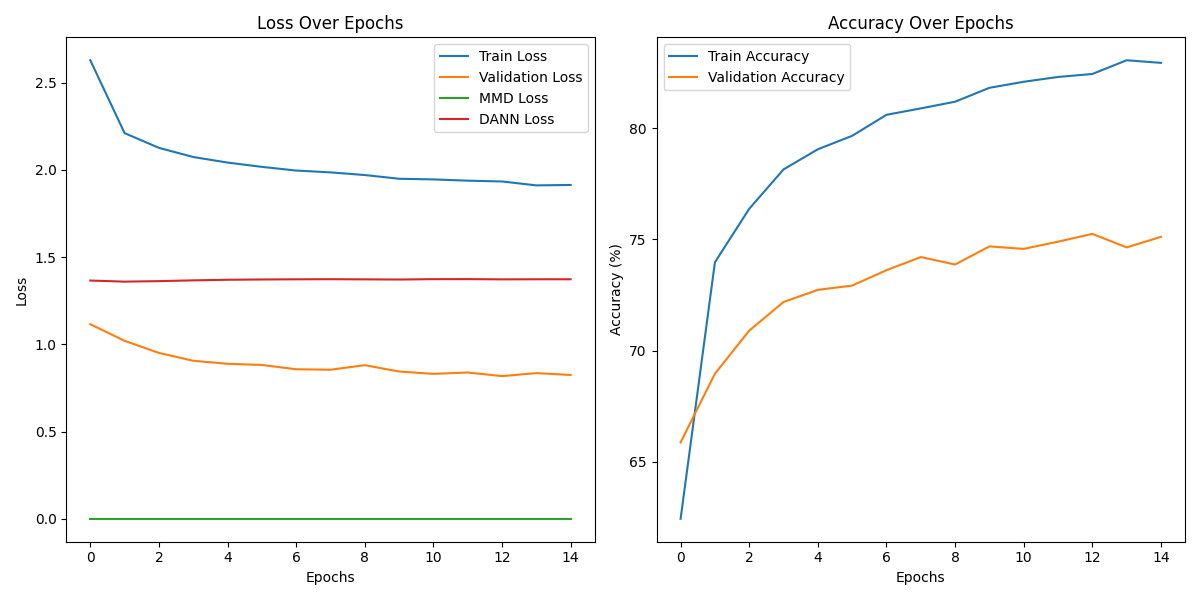 Loss Over Epochs
Train Loss
Validation Loss
MMD Loss
DANN Loss
2.5
2.0
1.5
1.0
0.5
0.0
Loss
0 2 4 6 8 10 12 14
Epochs
Accuracy Over Epochs
Train Accuracy
Validation Accuracy
80
75
70
65
Accuracy (%)
0 2 4 6 8 10 12 14
Epochs